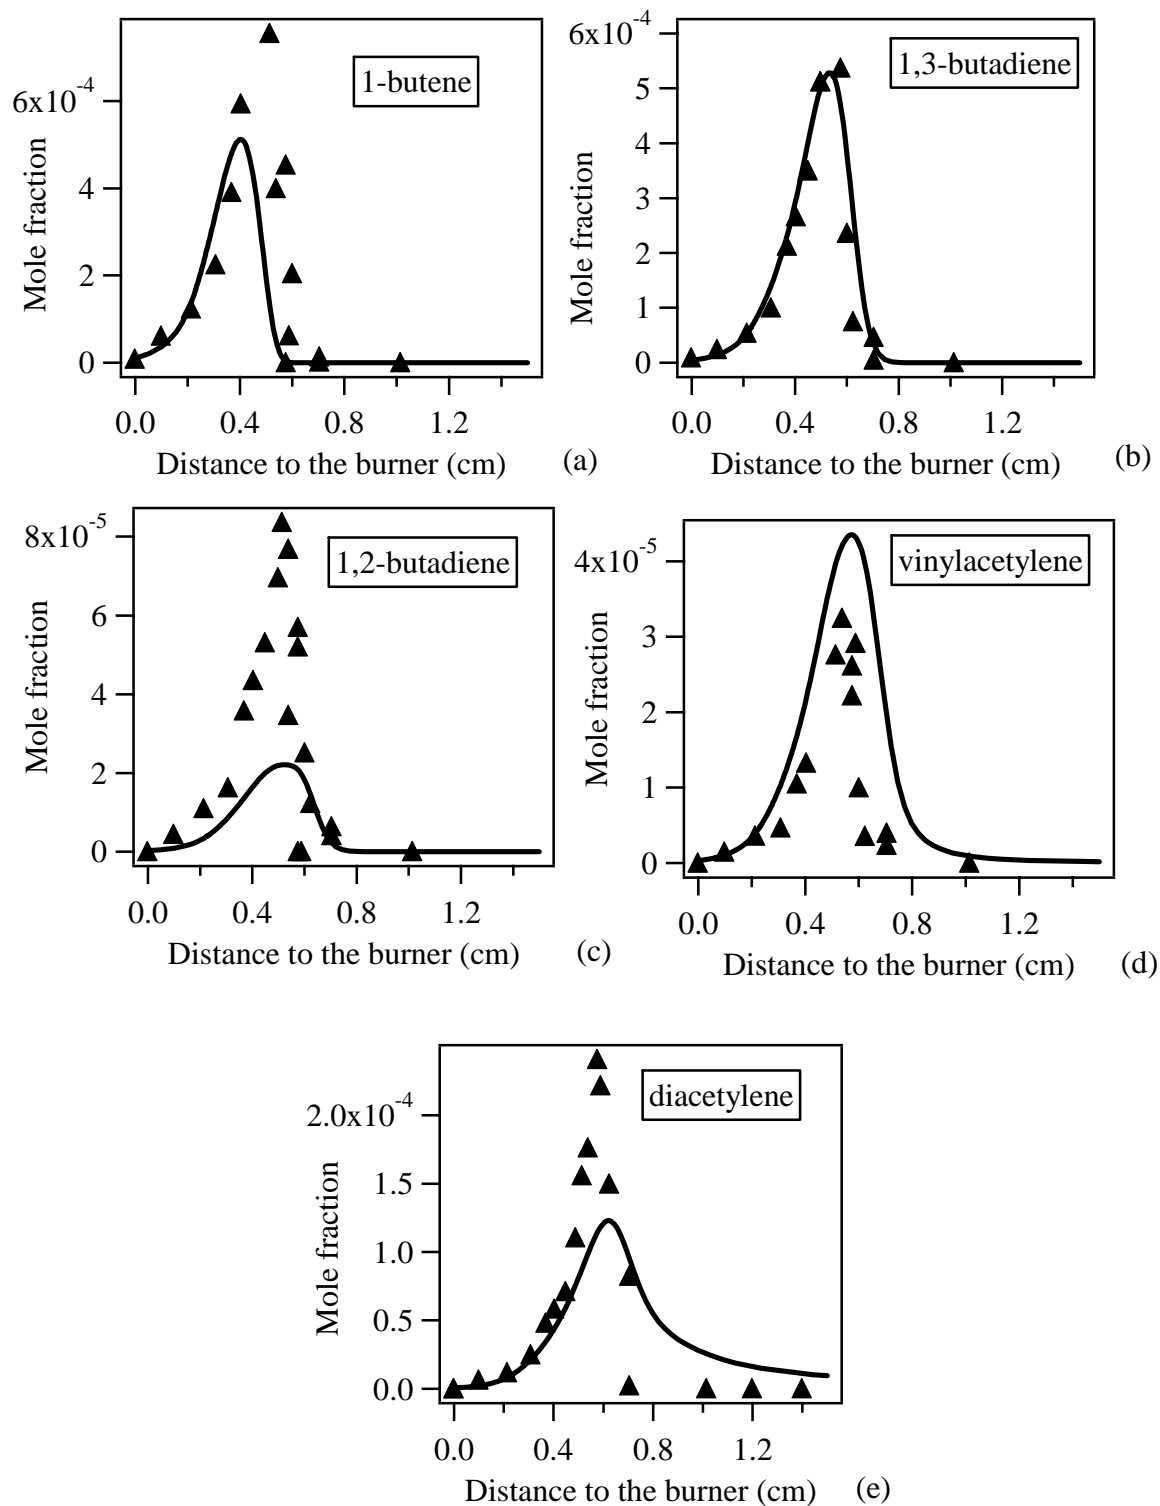 1-butene
6x10-4
4
2
0
Mole fraction
0.0 0.4 0.8 1.2
Distance to the burner (cm)
(a)
1,3-butadiene
6x10-4
5
4
3
2
1
0
Mole fraction
0.0 0.4 0.8 1.2
Distance to the burner (cm)
(b)
1,2-butadiene
8x10-5
6
4
2
0
Mole fraction
0.0 0.4 0.8 1.2
Distance to the burner (cm)
(c)
vinylacetylene
4x10-5
3
2
1
0
Mole fraction
0.0 0.4 0.8 1.2
Distance to the burner (cm)
(d)
diacetylene
2.0x10-4
1.5
1.0
0.5
0.0
Mole fraction
0.0 0.4 0.8 1.2
Distance to the burner (cm)
(e)